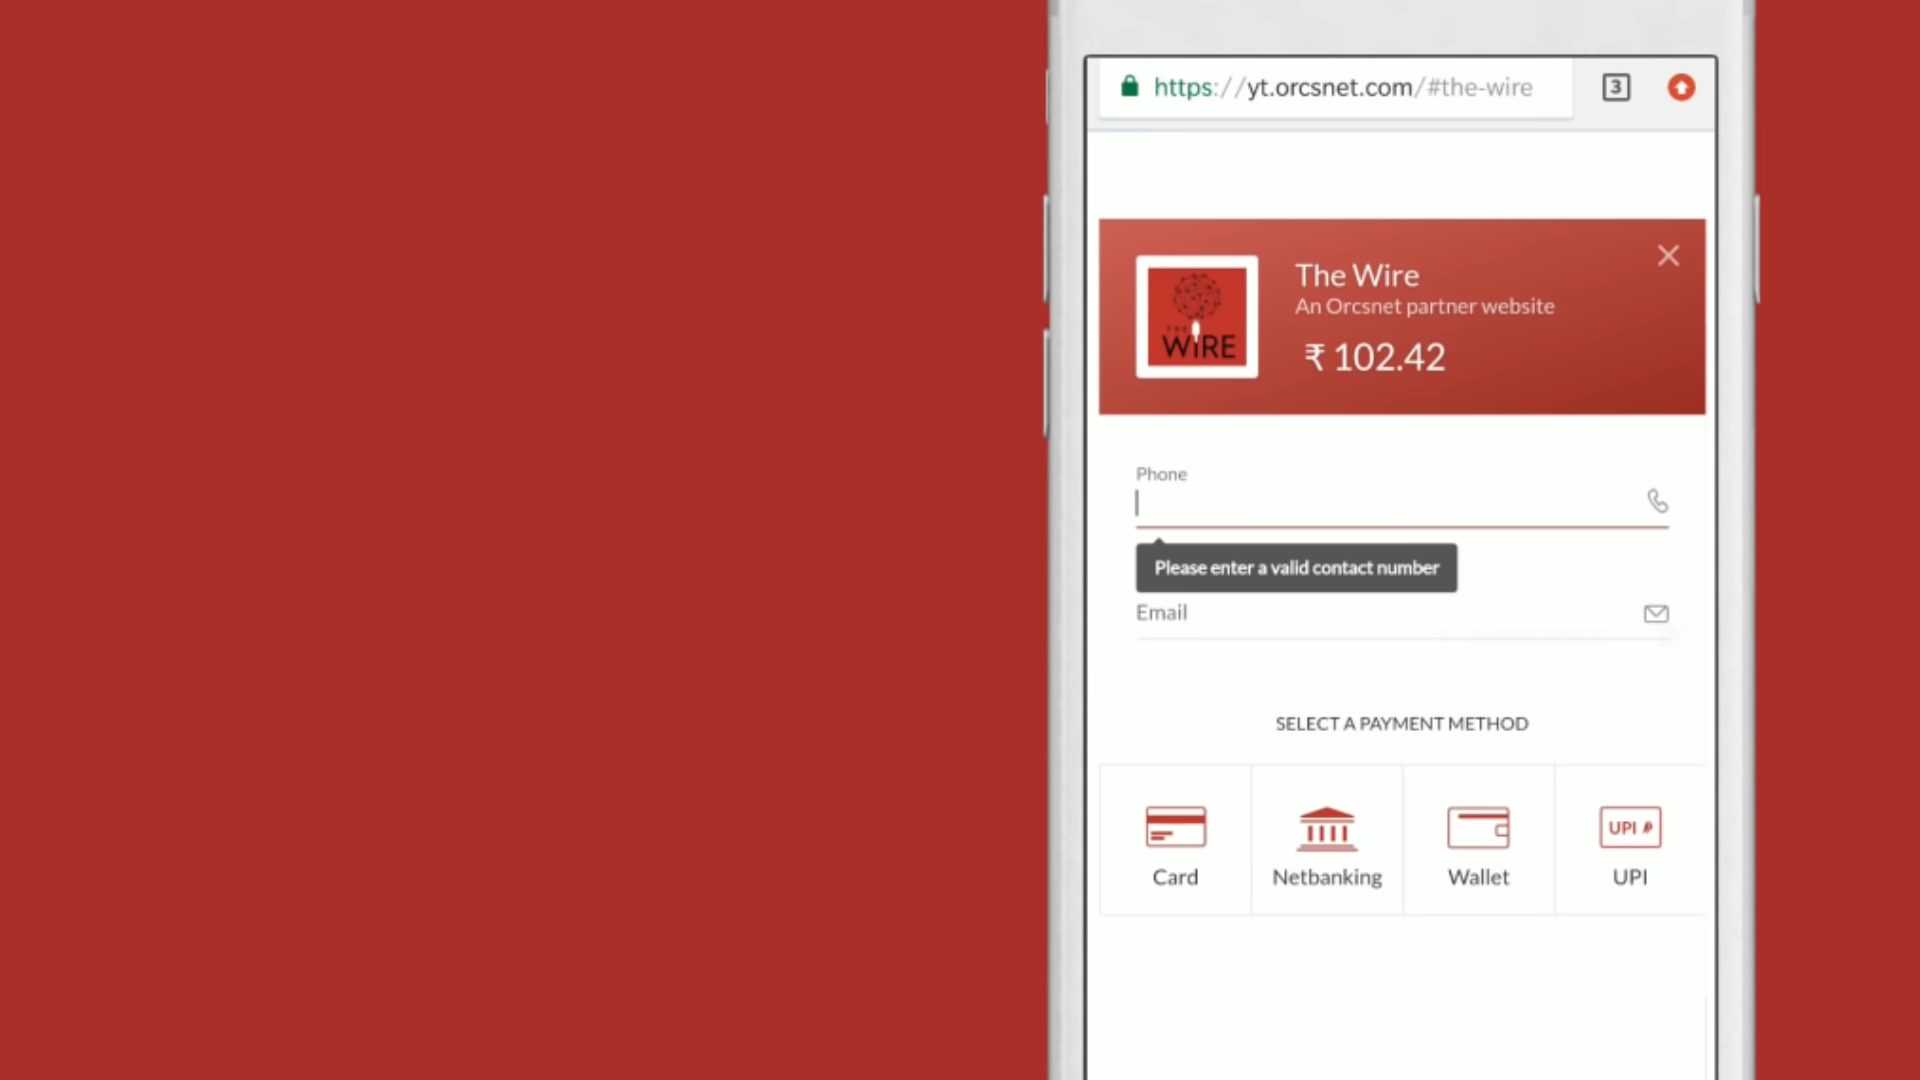 https://yt.orcsnet.com/#the-wire
3
The Wire
An Orcsnet partner website
₹ 102.42
THE
WIRE
Phone
Please enter a valid contact number
Email
SELECT A PAYMENT METHOD
UPI
Card
Netbanking
Wallet
UPI